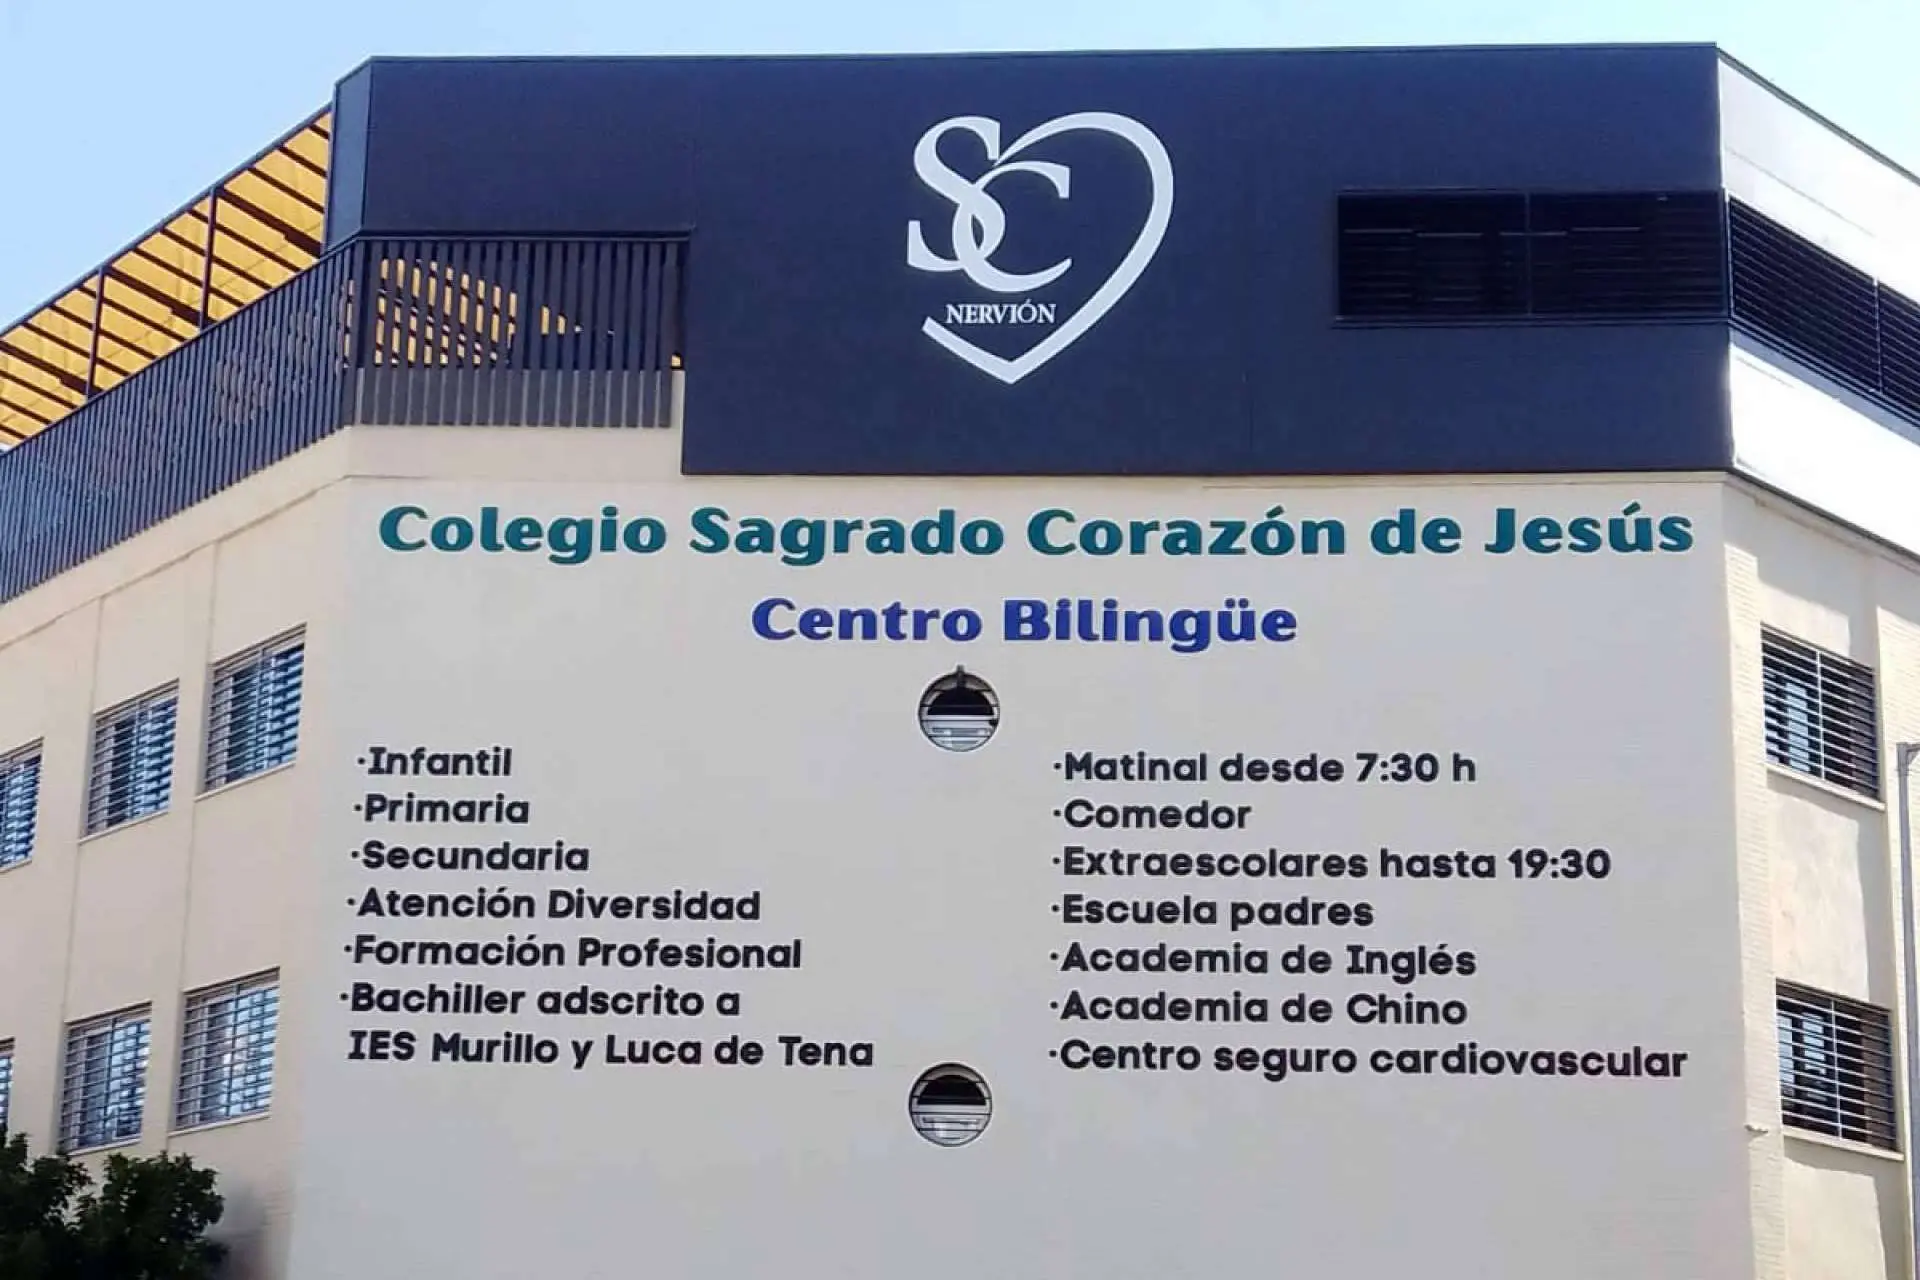 SC
NERVIÓN
Colegio Sagrado Corazón de Jesús
Centro Bilingüe
·Infantil
·Primaria
·Secundaria
·Atención Diversidad
·Formación Profesional
·Bachiller adscrito a
IES Murillo y Luca de Tena
·Matinal desde 7:30 h
·Comedor
·Extraescolares hasta 19:30
·Escuela padres
·Academia de Inglés
·Academia de Chino
·Centro seguro cardiovascular